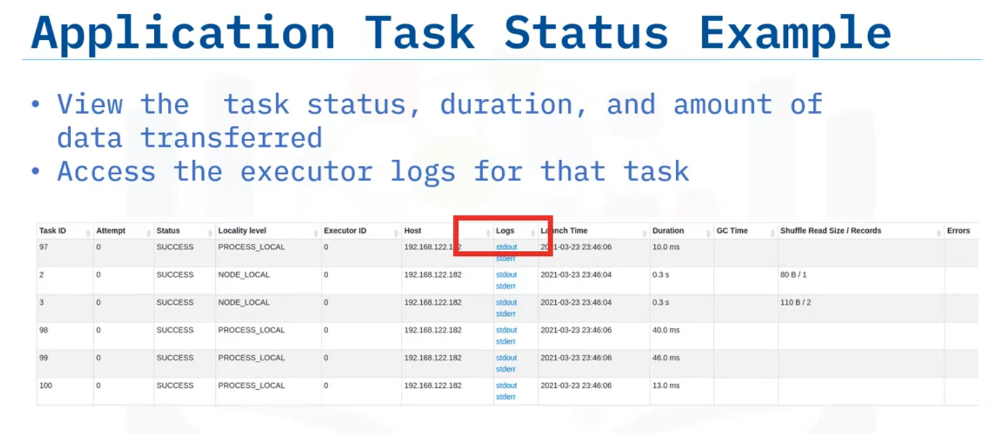 Application Task Status Example
• View the task status, duration, and amount of
data transferred
• Access the executor logs for that task
Task ID Attempt Status Locality level Executor ID Host Logs Launch Time Duration GC Time Shuffle Read Size / Records Errors
97 0 SUCCESS PROCESS_LOCAL 0 192.168.122.182 stdout 2021-03-23 23:46:06 10.0 ms
stderr
2 0 SUCCESS NODE_LOCAL 0 192.168.122.182 stdout 2021-03-23 23:46:04 0.3 s 80 B / 1
stderr
3 0 SUCCESS NODE_LOCAL 0 192.168.122.182 stdout 2021-03-23 23:46:04 0.3 s 110 B / 2
stderr
98 0 SUCCESS PROCESS_LOCAL 0 192.168.122.182 stdout 2021-03-23 23:46:06 40.0 ms
stderr
99 0 SUCCESS PROCESS_LOCAL 0 192.168.122.182 stdout 2021-03-23 23:46:06 46.0 ms
stderr
100 0 SUCCESS PROCESS_LOCAL 0 192.168.122.182 stdout 2021-03-23 23:46:06 13.0 ms
stderr